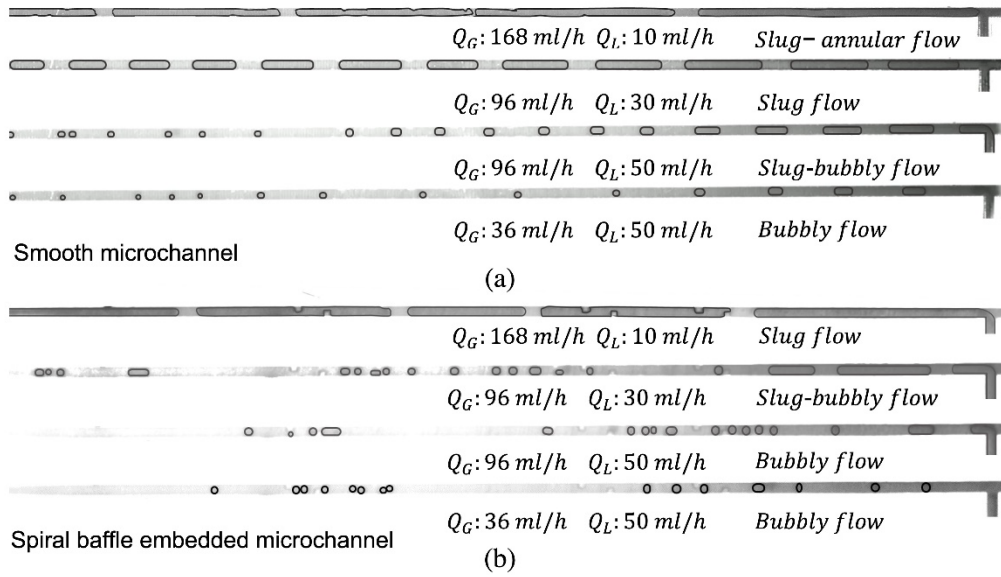 Q_G: 168 ml/h Q_L: 10 ml/h Slug− annular flow
Q_G: 96 ml/h Q_L: 30 ml/h Slug flow
Q_G: 96 ml/h Q_L: 50 ml/h Slug-bubbly flow
Q_G: 36 ml/h Q_L: 50 ml/h Bubbly flow
Smooth microchannel
(a)
Q_G: 168 ml/h Q_L: 10 ml/h Slug flow
Q_G: 96 ml/h Q_L: 30 ml/h Slug-bubbly flow
Q_G: 96 ml/h Q_L: 50 ml/h Bubbly flow
Q_G: 36 ml/h Q_L: 50 ml/h Bubbly flow
Spiral baffle embedded microchannel
(b)